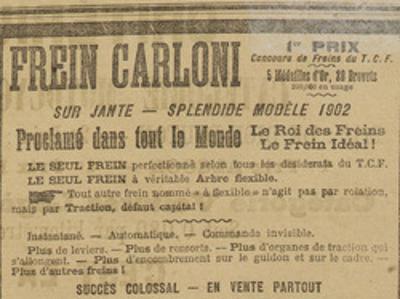 FREIN CARLONI
1er PRIX
Concours de Freins du T. C. F.
5 Médailles d'Or, 28 Brevets
en usage
SUR JANTE — SPLENDIDE MODÈLE 1902
Proclamé dans tout le Monde
Le Roi des Freins
Le Frein Idéal !
LE SEUL FREIN perfectionné selon tous les desiderata du T.C.F.
LE SEUL FREIN à véritable Arbre flexible.
Tout autre frein nommé « à flexible » n'agit pas par rotation,
mais par Traction, défaut capital !
Instantané. — Automatique. — Commande invisible.
Plus de leviers. — Plus de ressorts. — Plus d'organes de traction qui
s'allongent. — Plus d'encombrement sur le guidon et sur le cadre. —
Plus d'autres freins !
SUCCÈS COLOSSAL — EN VENTE PARTOUT